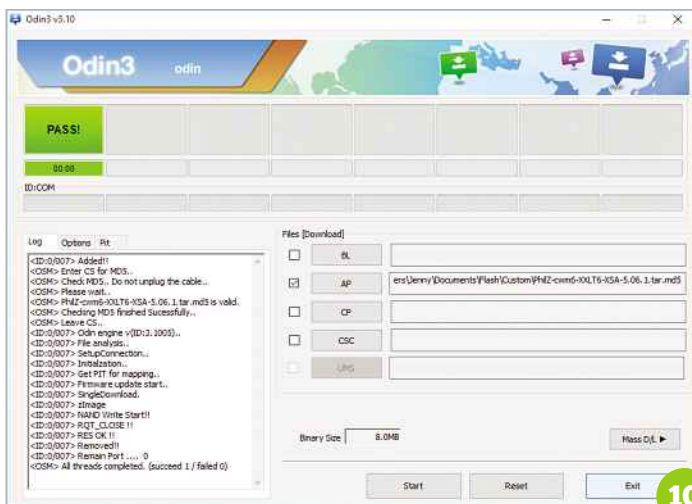 Odin3 v3.10
Odin3 odin
PASS!
00:08
ID:COM
Log Options Pit
<ID:0/007> Added!!
<OSM> Enter CS for MD5..
<OSM> Check MD5.. Do not unplug the cable..
<OSM> Please wait..
<OSM> PhilZ-cwm6-XXLT6-XSA-5.06.1.tar.md5 is valid.
<OSM> Checking MD5 finished Sucessfully..
<OSM> Leave CS..
<ID:0/007> Odin engine v(ID:3.1005)..
<ID:0/007> File analysis..
<ID:0/007> SetupConnection..
<ID:0/007> Initialzation..
<ID:0/007> Get PIT for mapping..
<ID:0/007> Firmware update start..
<ID:0/007> SingleDownload.
<ID:0/007> zImage
<ID:0/007> NAND Write Start!!
<ID:0/007> RQT_CLOSE !!
<ID:0/007> RES OK !!
<ID:0/007> Removed!!
<ID:0/007> Remain Port .... 0
<OSM> All threads completed. (succeed 1 / failed 0)
Files [Download]
BL
AP ers\Jenny\Documents\Flash\Custom\PhilZ-cwm6-XXLT6-XSA-5.06.1.tar.md5
CP
CSC
UMS
Binary Size 8.0MB
Mass D/L ►
Start Reset Exit